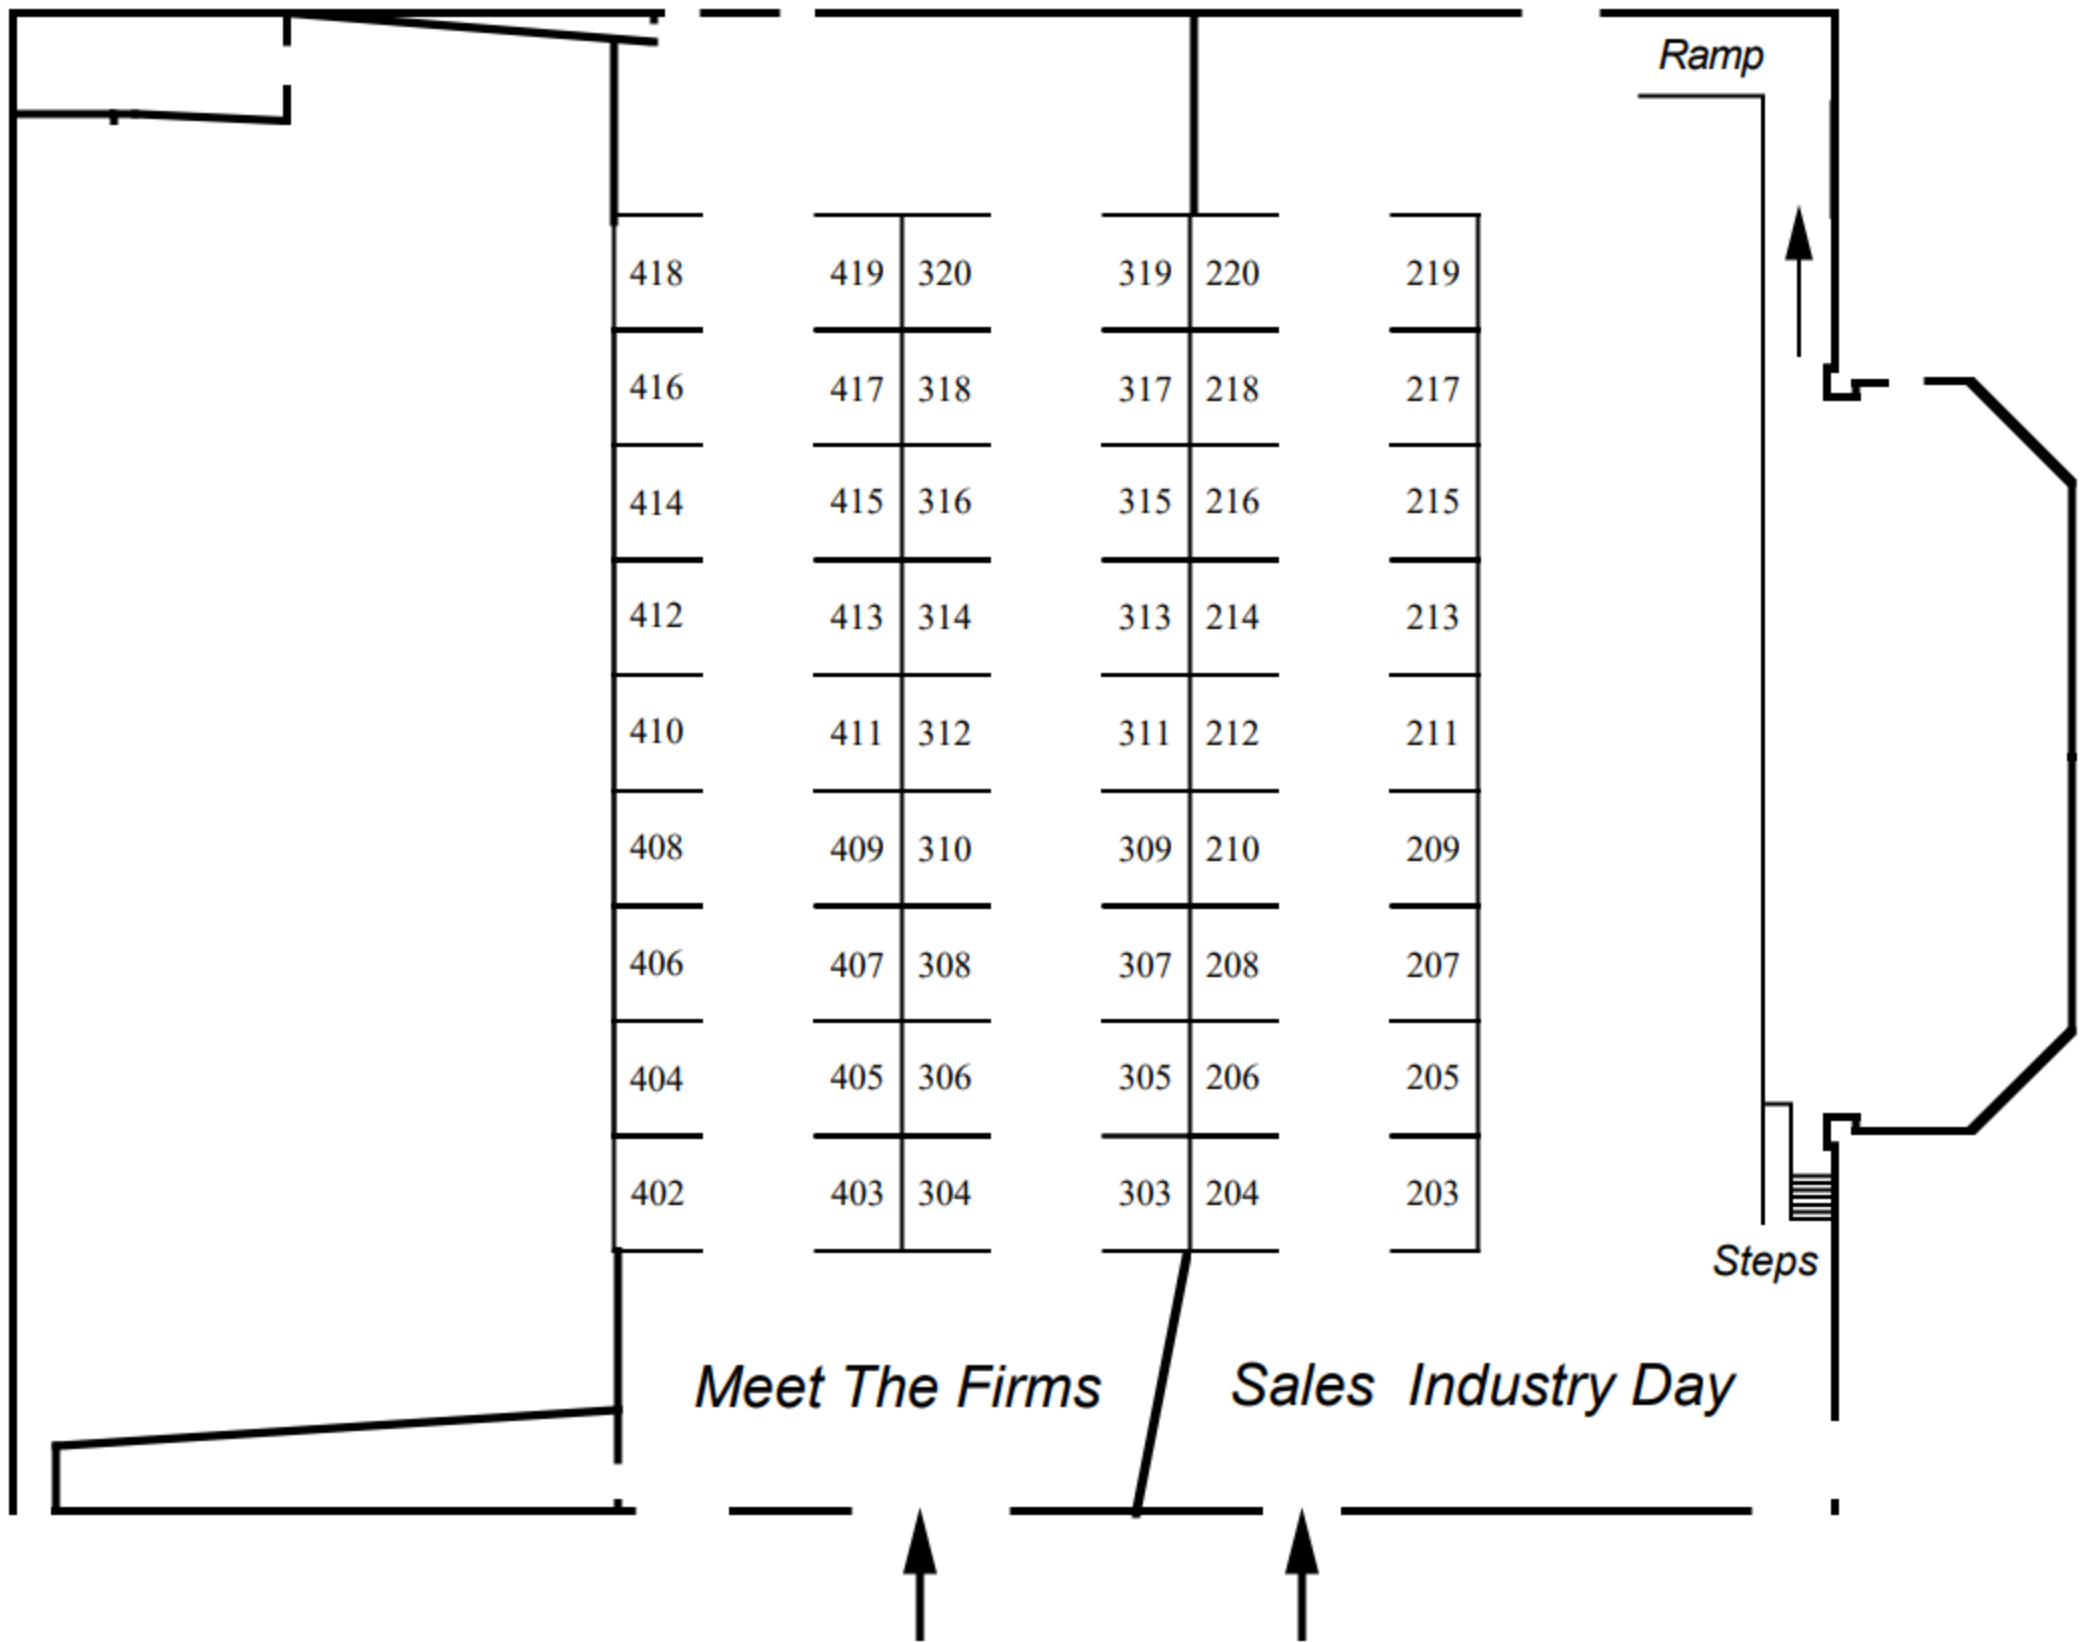 Ramp
418 419 320 319 220 219
416 417 318 317 218 217
414 415 316 315 216 215
412 413 314 313 214 213
410 411 312 311 212 211
408 409 310 309 210 209
406 407 308 307 208 207
404 405 306 305 206 205
402 403 304 303 204 203
Steps
Meet The Firms Sales Industry Day